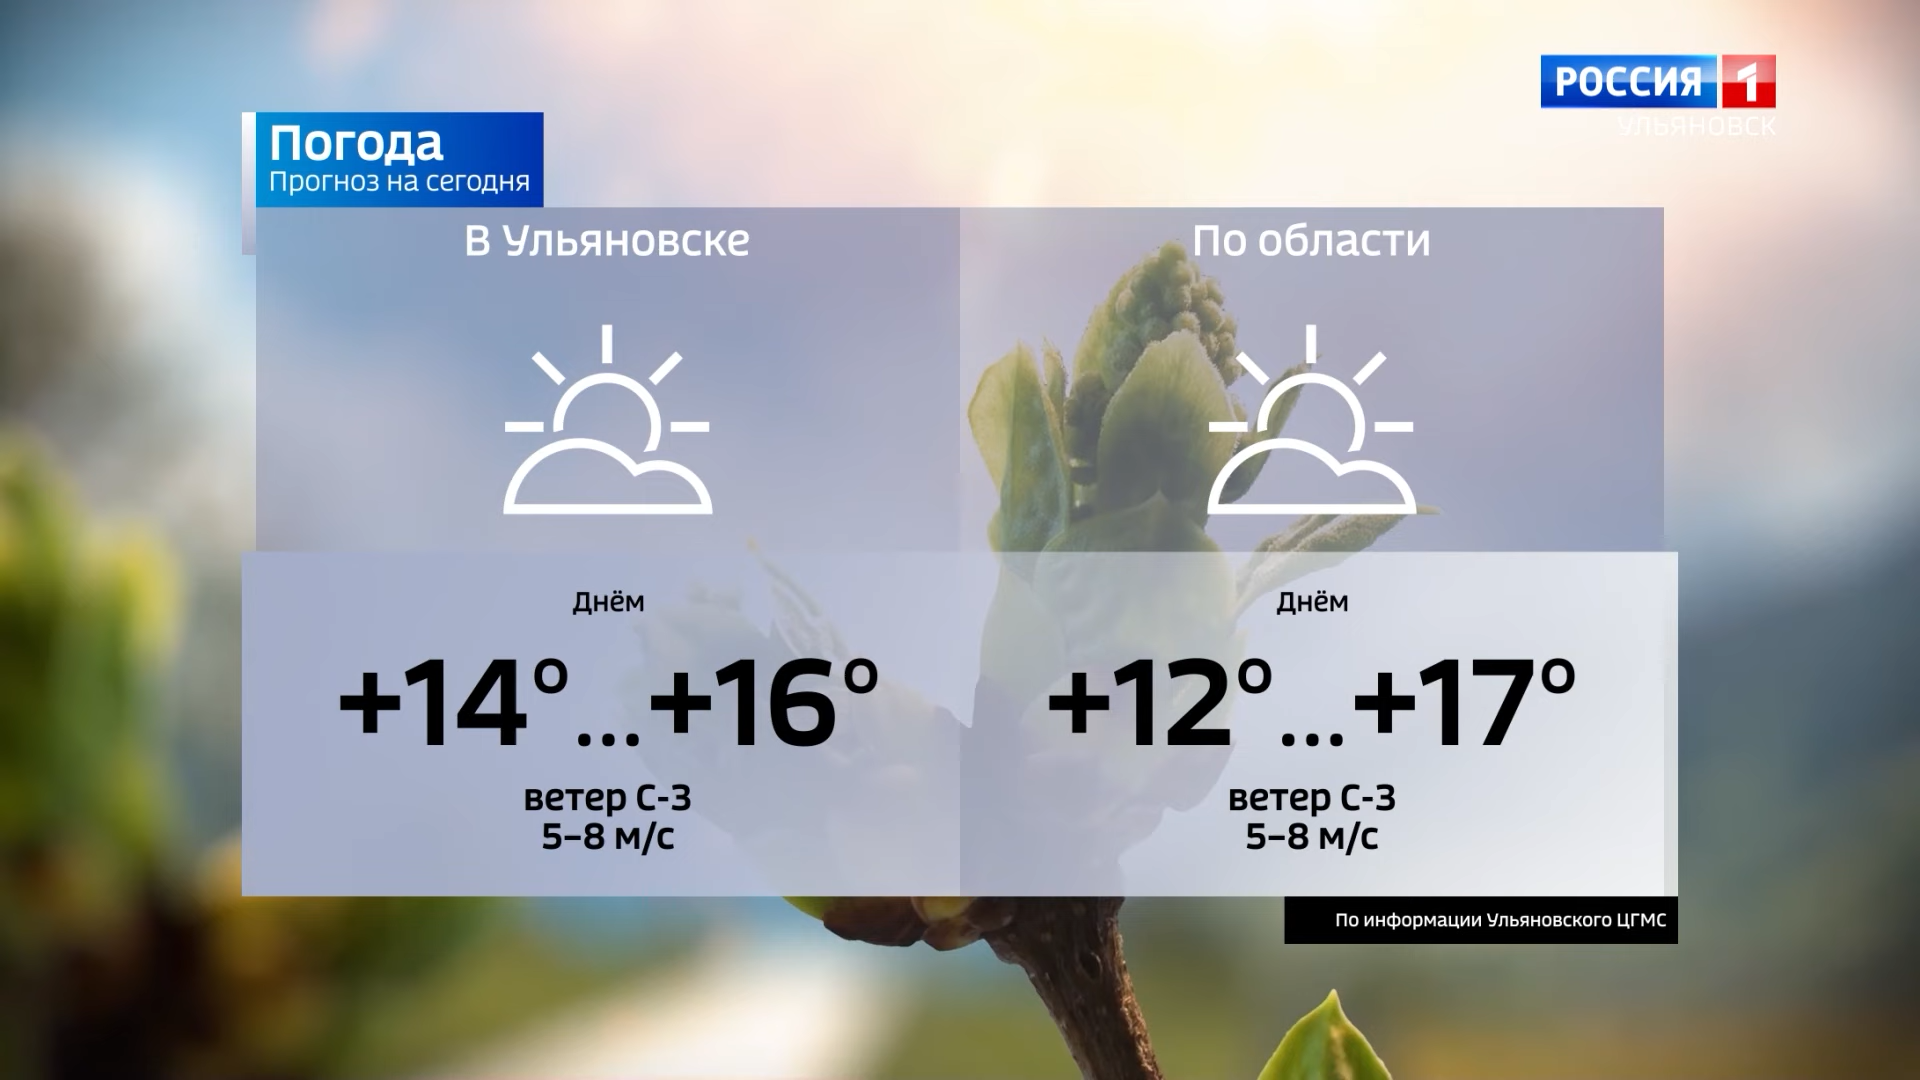 РОССИЯ 1
УЛЬЯНОВСК
Погода
Прогноз на сегодня
В Ульяновске
По области
Днём
+14°...+16°
ветер С-З
5–8 м/с
Днём
+12°...+17°
ветер С-З
5–8 м/с
По информации Ульяновского ЦГМС